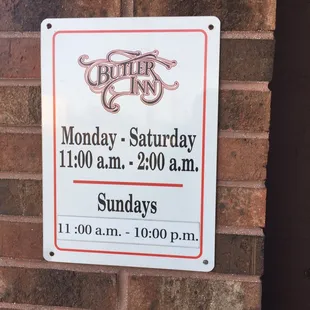 BUTLER
INN
Monday - Saturday
11:00 a.m. - 2:00 a.m.
Sundays
11 :00 a.m. - 10:00 p.m.